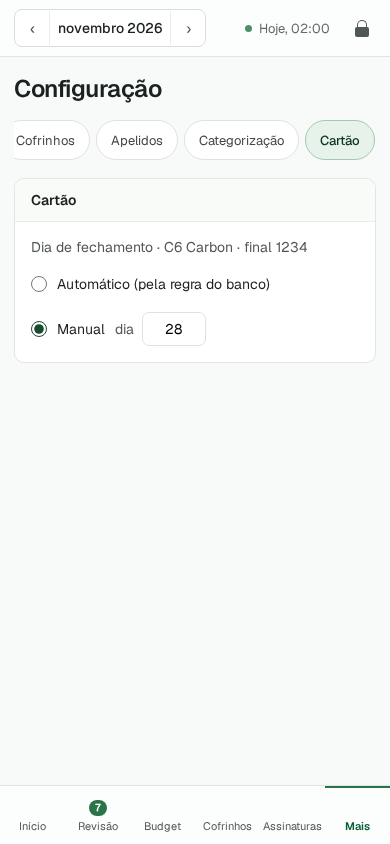 ‹ novembro 2026 › Hoje, 02:00
Configuração
Cofrinhos Apelidos Categorização Cartão
Cartão
Dia de fechamento · C6 Carbon · final 1234
Automático (pela regra do banco)
Manual dia 28
7
Início Revisão Budget Cofrinhos Assinaturas Mais